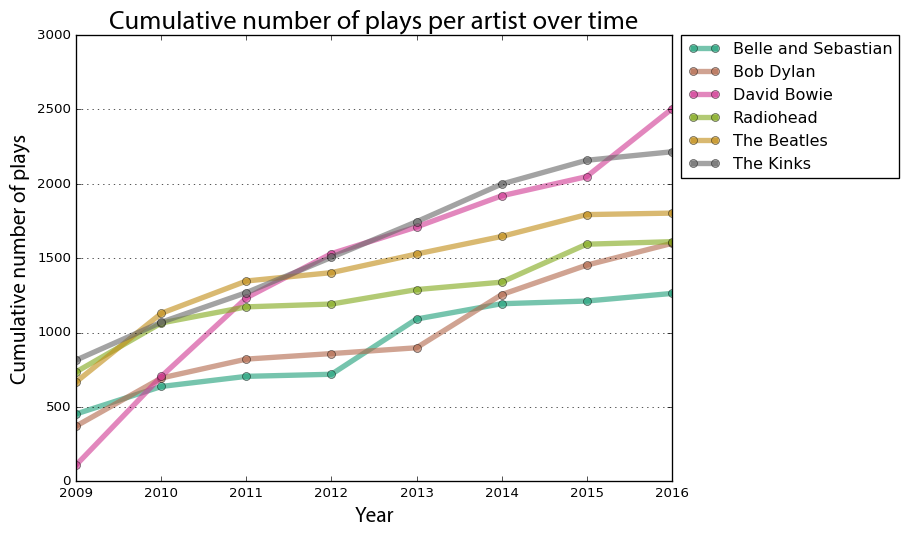 Cumulative number of plays per artist over time
3000
2500
2000
1500
1000
500
0
Cumulative number of plays
2009 2010 2011 2012 2013 2014 2015 2016
Year
Belle and Sebastian
Bob Dylan
David Bowie
Radiohead
The Beatles
The Kinks